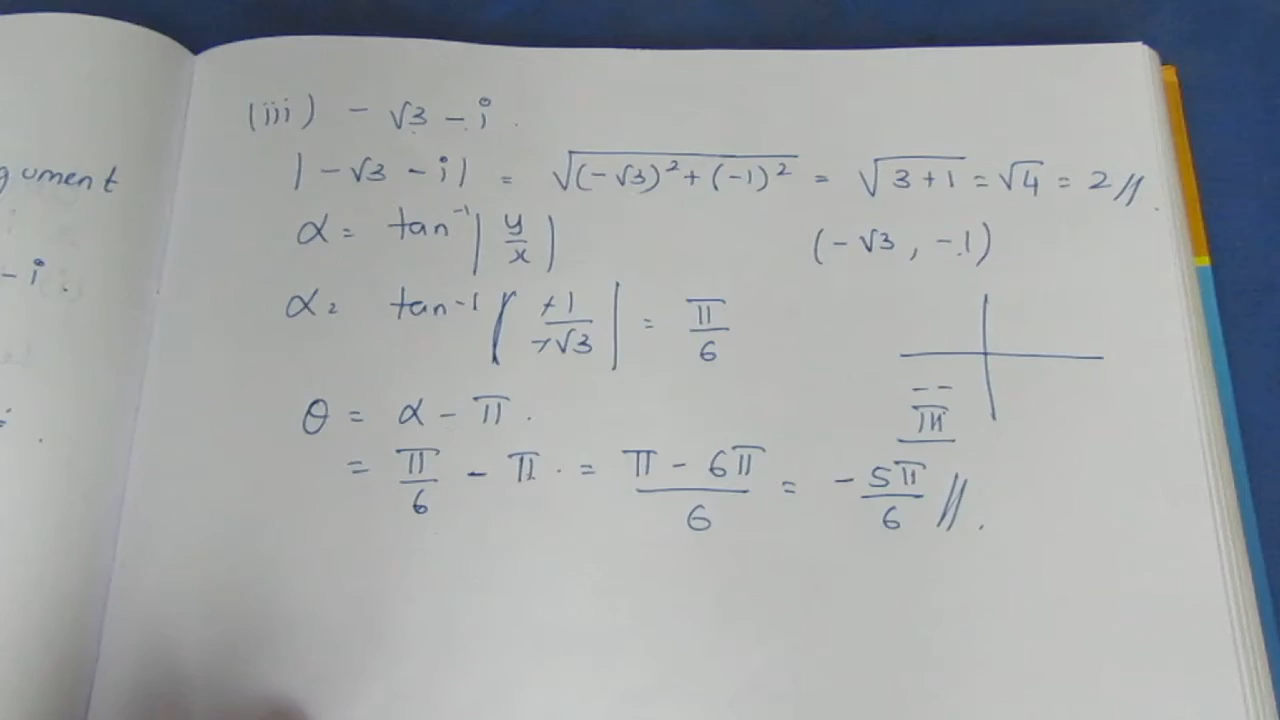 gument
- i.
(iii) - √3 - i .
|- √3 - i| = √(-√3)² + (-1)² = √3 + 1 = √4 = 2 //.
α = tan⁻¹ | y/x | (-√3 , -1)
α = tan⁻¹ | +1/-√3 | = π/6
θ = α - π .
= π/6 - π . = π - 6π/6 = - 5π/6 // .
- -
III